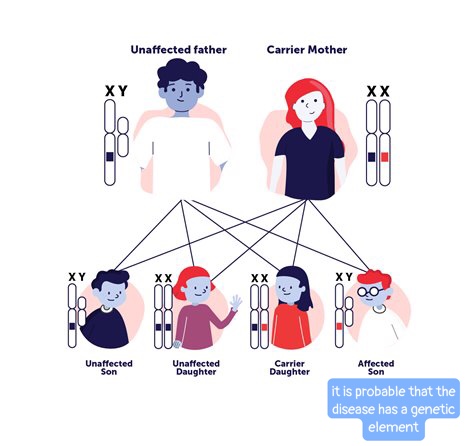 Unaffected father Carrier Mother
X Y X X
X Y X X X X X Y
Unaffected Son
Unaffected Daughter
Carrier Daughter
Affected Son
it is probable that the
disease has a genetic
element